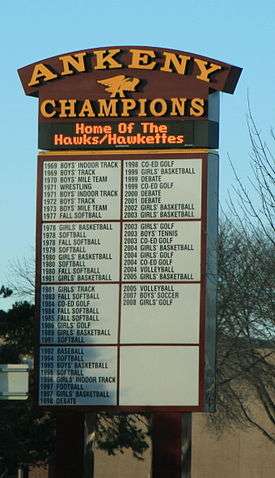 ANKENY
CHAMPIONS
Home Of The
Hawks/Hawkettes
1969 BOYS' INDOOR TRACK
1969 BOYS' TRACK
1970 BOYS' MILE TEAM
1971 WRESTLING
1971 BOYS' INDOOR TRACK
1972 BOYS' TRACK
1973 BOYS' MILE TEAM
1977 FALL SOFTBALL
1978 GIRLS' BASKETBALL
1978 SOFTBALL
1978 FALL SOFTBALL
1979 SOFTBALL
1980 GIRLS' BASKETBALL
1980 SOFTBALL
1980 FALL SOFTBALL
1981 GIRLS' BASKETBALL
1981 GIRLS' TRACK
1983 FALL SOFTBALL
1984 CO-ED GOLF
1984 FALL SOFTBALL
1985 FALL SOFTBALL
1986 GIRLS' GOLF
1989 GIRLS' BASKETBALL
1991 SOFTBALL
1992 BASEBALL
1994 SOFTBALL
1995 BOYS' BASKETBALL
1995 SOFTBALL
1996 GIRLS' INDOOR TRACK
1997 FOOTBALL
1998 DEBATE
1998 CO-ED GOLF
1999 GIRLS' BASKETBALL
1999 DEBATE
1999 CO-ED GOLF
2000 DEBATE
2001 DEBATE
2002 GIRLS' BASKETBALL
2003 GIRLS' BASKETBALL
2003 GIRLS' GOLF
2003 BOYS' TENNIS
2003 CO-ED GOLF
2004 GIRLS' BASKETBALL
2004 GIRLS' GOLF
2004 CO-ED GOLF
2004 VOLLEYBALL
2005 GIRLS' BASKETBALL
2005 VOLLEYBALL
2007 BOYS' SOCCER
2008 GIRLS' GOLF